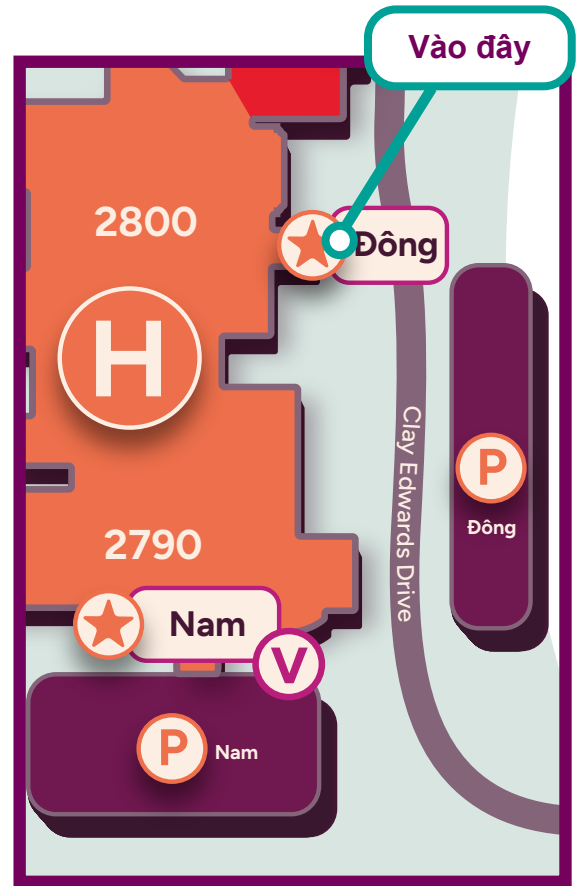 Vào đây
2800
Đông
H
Clay Edwards Drive
P
Đông
2790
Nam
V
P Nam